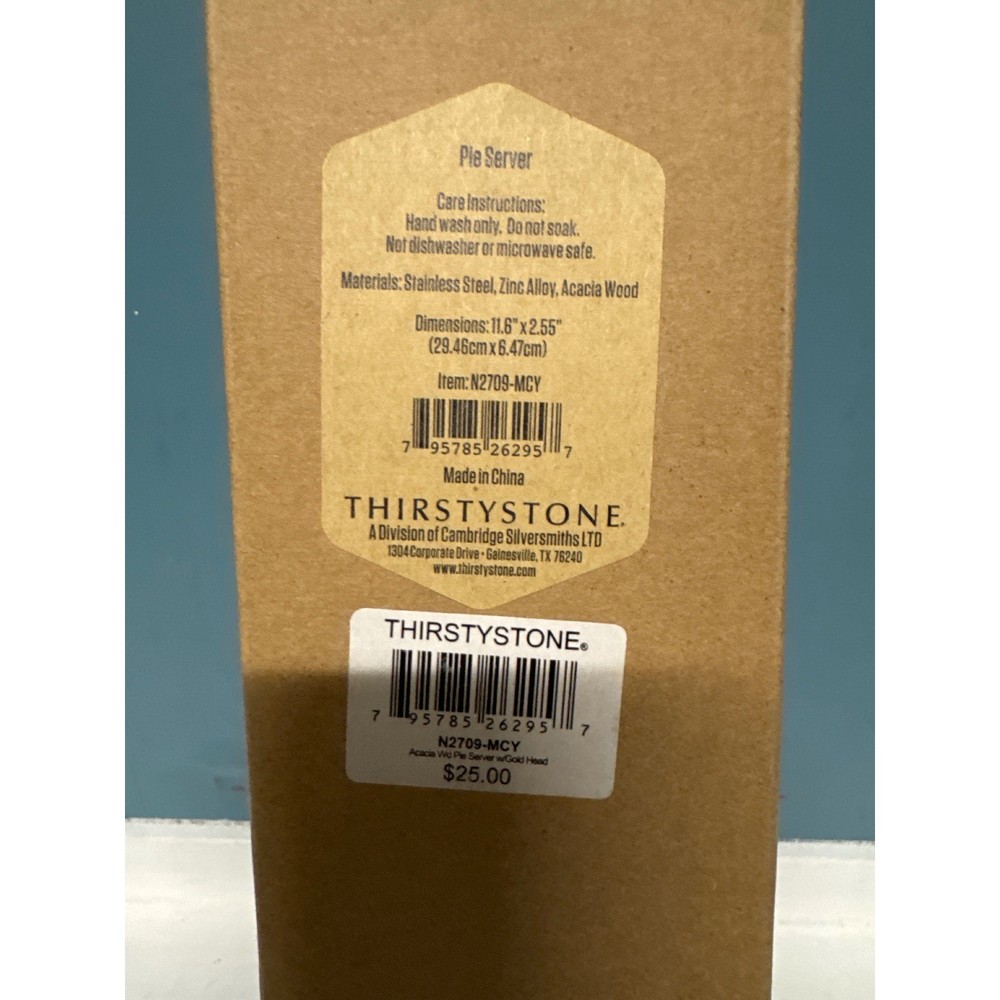 Pie Server
Care Instructions:
Hand wash only. Do not soak.
Not dishwasher or microwave safe.
Materials: Stainless Steel, Zinc Alloy, Acacia Wood
Dimensions: 11.6" x 2.55"
(29.46cm x 6.47cm)
Item: N2709-MCY
7 95785 26295 7
Made in China
THIRSTYSTONE®
A Division of Cambridge Silversmiths LTD
1304 Corporate Drive • Gainesville, TX 76240
www.thirstystone.com
THIRSTYSTONE®
7 95785 26295 7
N2709-MCY
Acacia Wd Pie Server w/Gold Head
$25.00